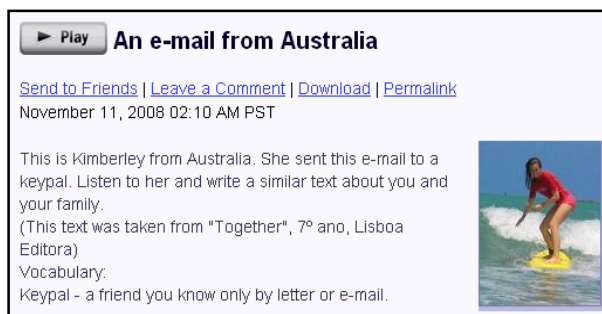 ► Play An e-mail from Australia
Send to Friends | Leave a Comment | Download | Permalink
November 11, 2008 02:10 AM PST
This is Kimberley from Australia. She sent this e-mail to a
keypal. Listen to her and write a similar text about you and
your family.
(This text was taken from "Together", 7º ano, Lisboa
Editora)
Vocabulary:
Keypal - a friend you know only by letter or e-mail.